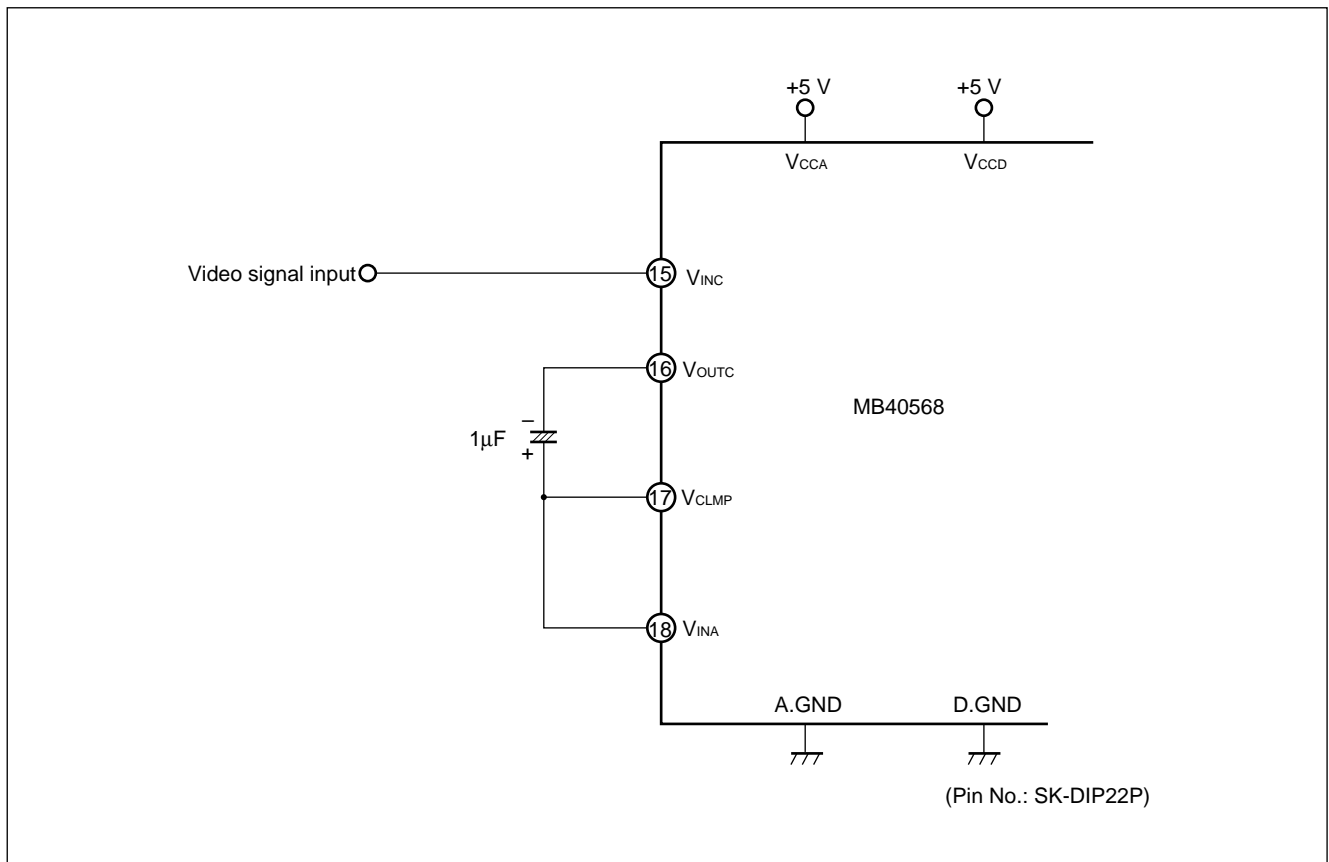 +5 V +5 V
VCCA VCCD
Video signal input 15 VINC
16 VOUTC
MB40568
–
1µF
+
17 VCLMP
18 VINA
A.GND D.GND
(Pin No.: SK-DIP22P)